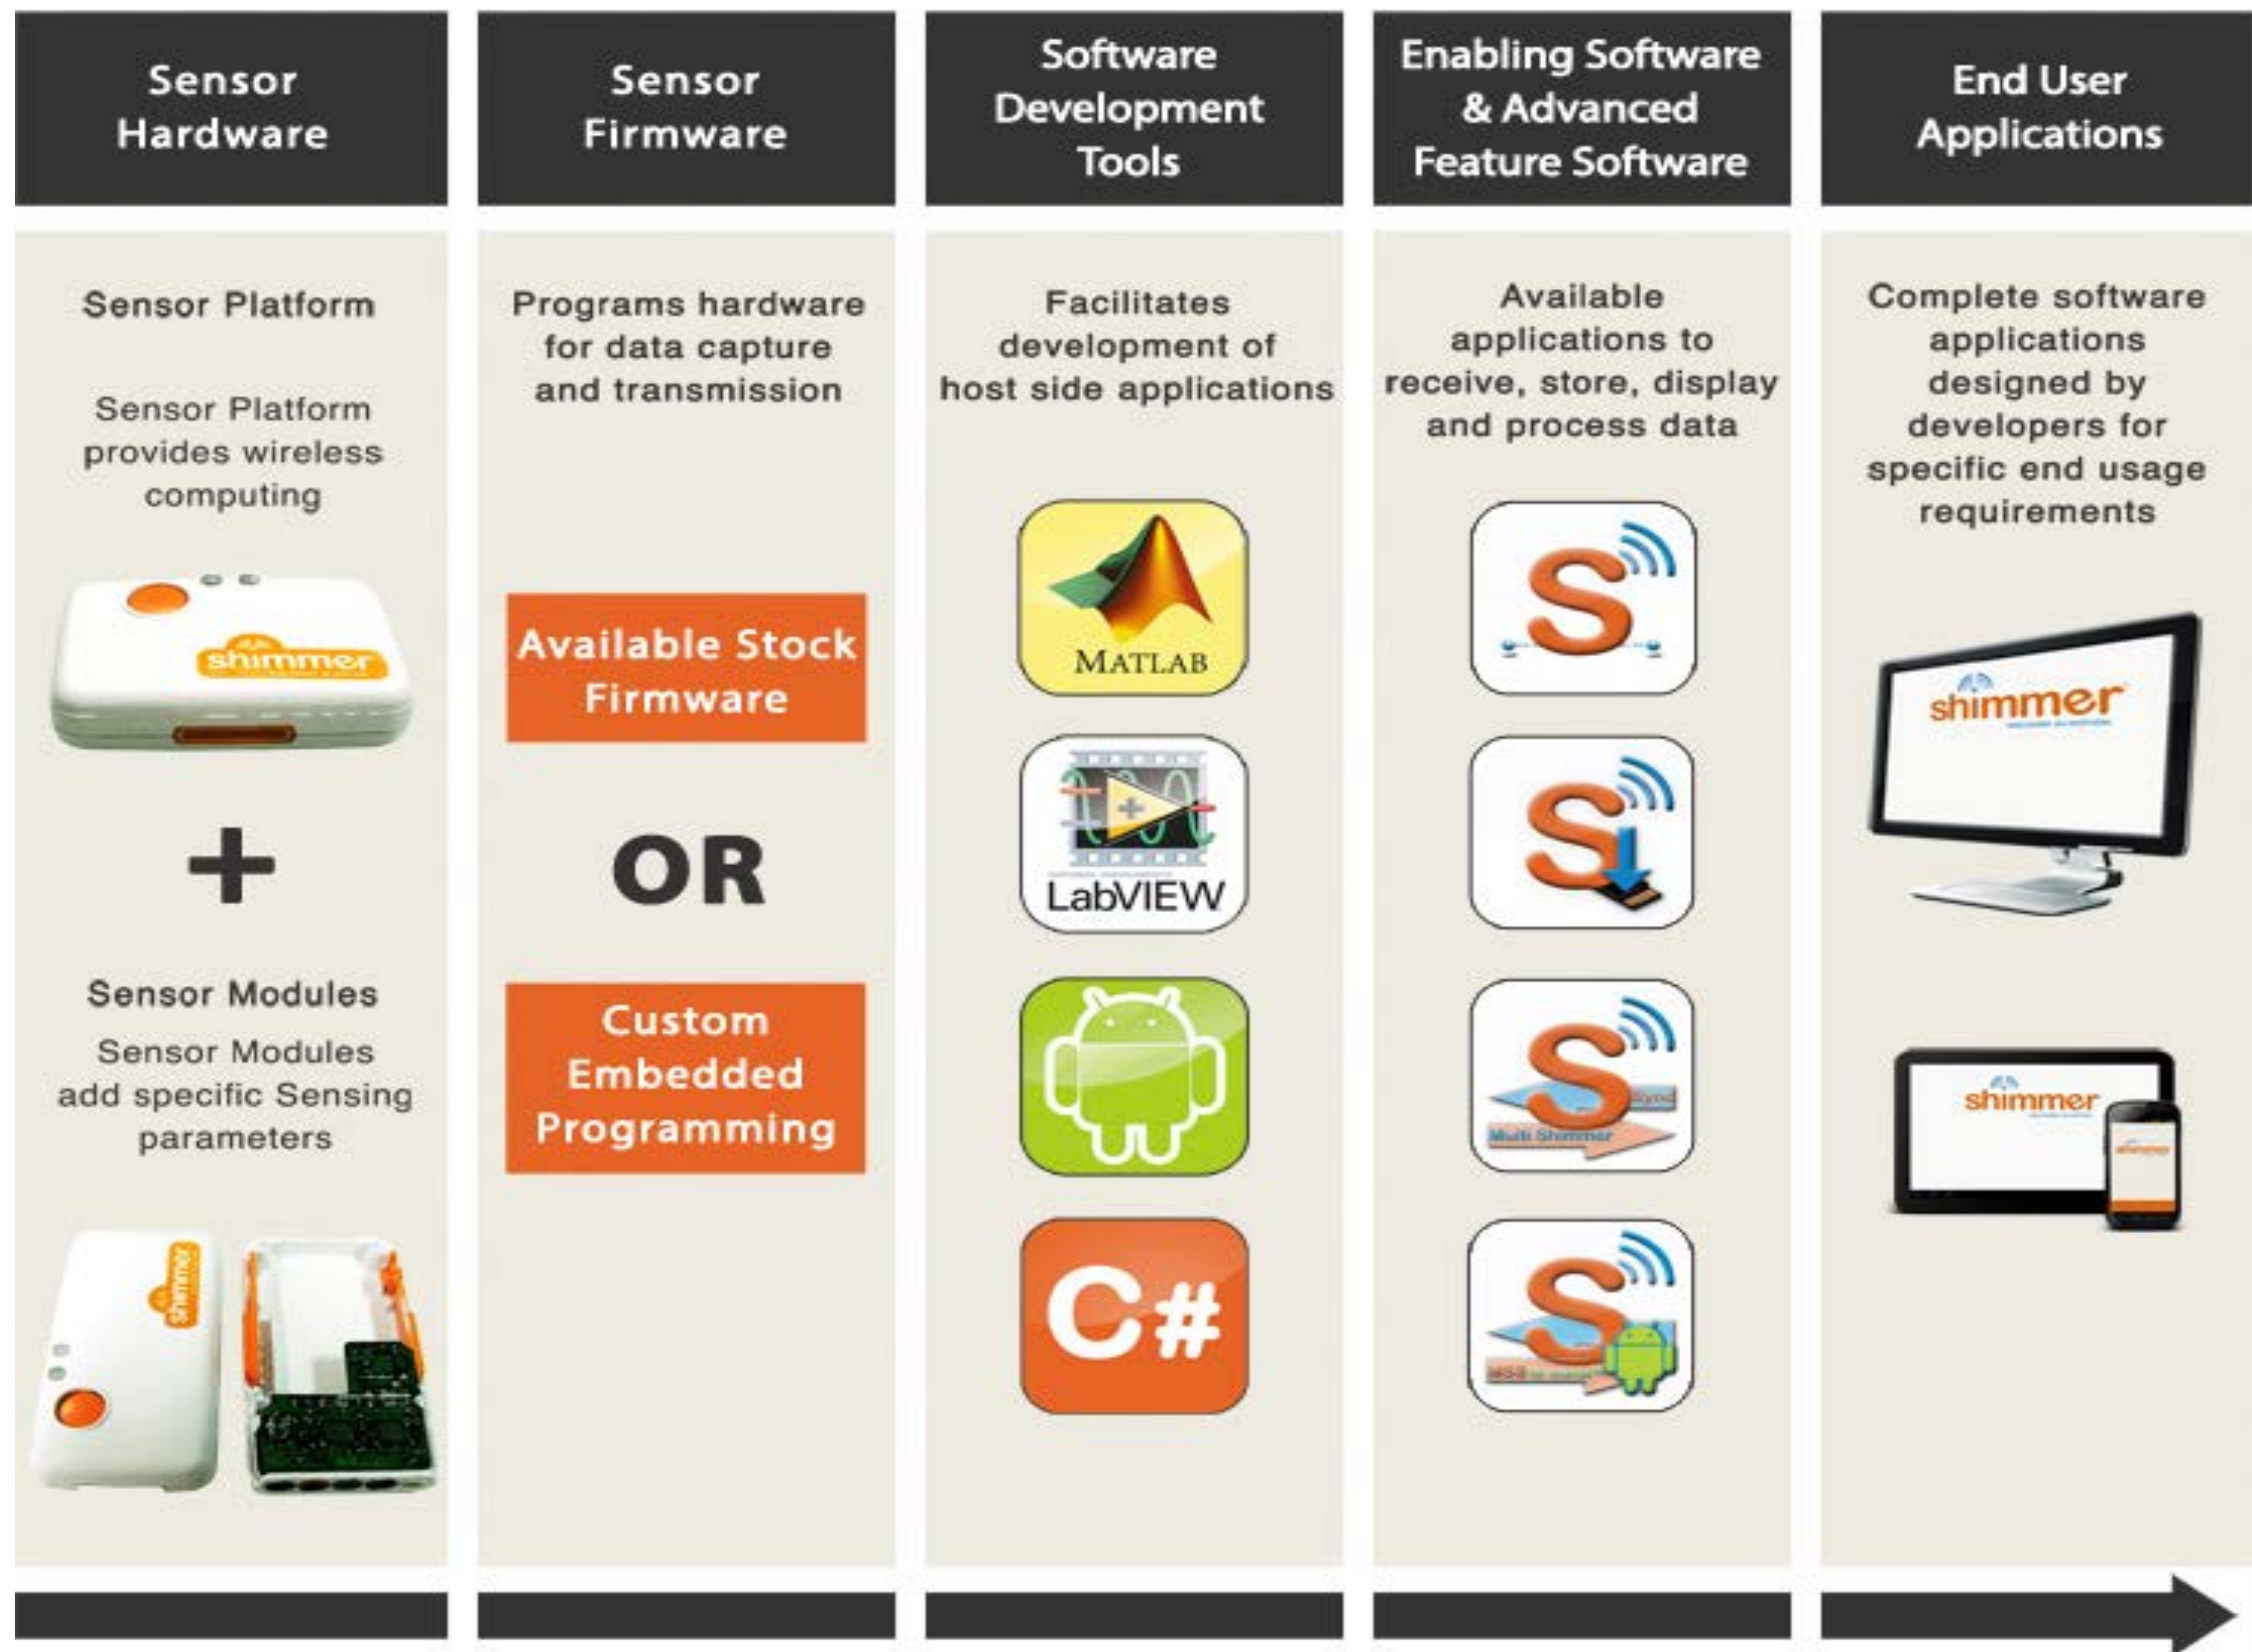 Sensor
Hardware
Sensor
Firmware
Software
Development
Tools
Enabling Software
& Advanced
Feature Software
End User
Applications
Sensor Platform
Sensor Platform
provides wireless
computing
shimmer
+
Sensor Modules
Sensor Modules
add specific Sensing
parameters
shimmer
Programs hardware
for data capture
and transmission
Available Stock
Firmware
OR
Custom
Embedded
Programming
Facilitates
development of
host side applications
MATLAB
LabVIEW
C#
Available
applications to
receive, store, display
and process data
S
S
S
Sync
Multi Shimmer
S
Complete software
applications
designed by
developers for
specific end usage
requirements
shimmer
shimmer
shimmer